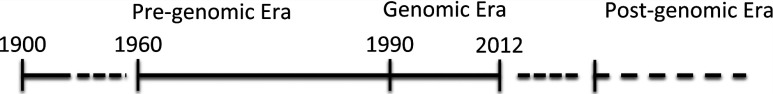 Pre-genomic Era Genomic Era Post-genomic Era
1900 1960 1990 2012